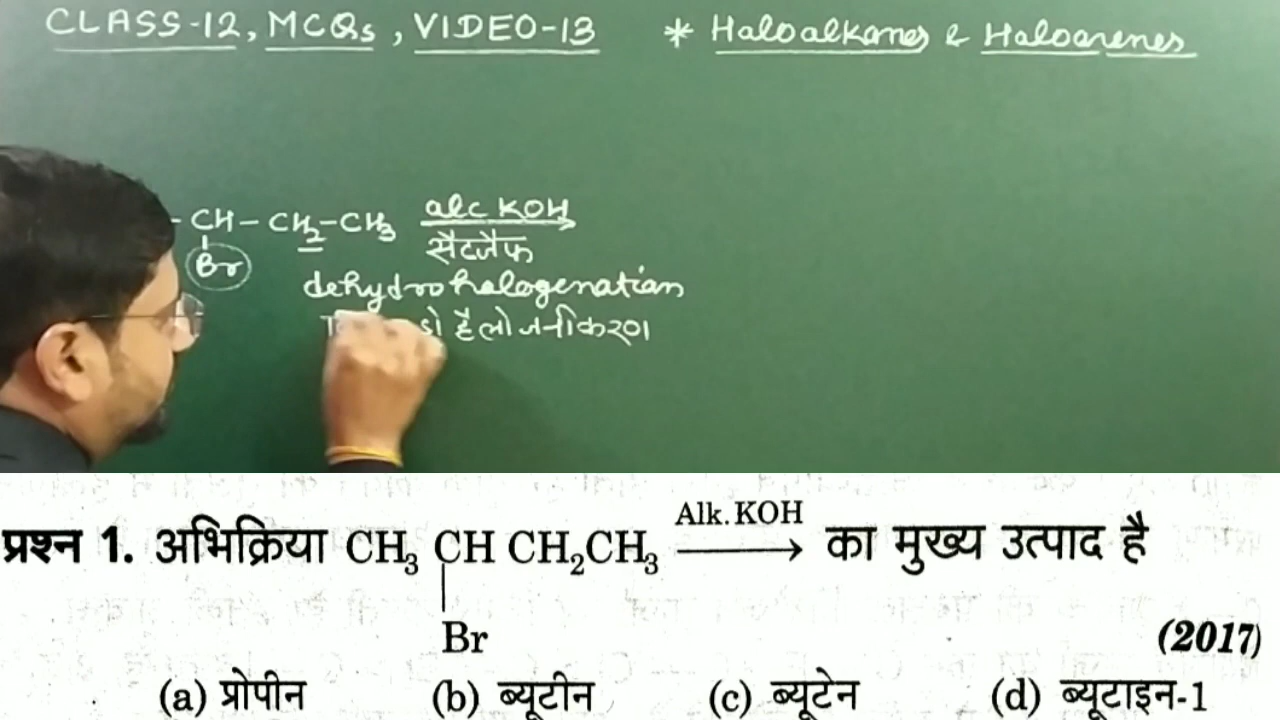 CLASS-12, MCQs, VIDEO-13 * Haloalkanes & Haloarenes
- CH - CH2 - CH3 alc KOH
Br सैटजैफ
dehydrohalogenation
डो हैलोजनीकरण
प्रश्न 1. अभिक्रिया CH3 CH CH2CH3 Alk. KOH ⟶ का मुख्य उत्पाद है
Br (2017)
(a) प्रोपीन (b) ब्यूटीन (c) ब्यूटेन (d) ब्यूटाइन-1